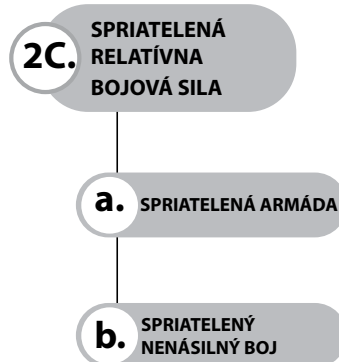 2C.
SPRIATELENÁ
RELATÍVNA
BOJOVÁ SILA
a. SPRIATELENÁ ARMÁDA
b.
SPRIATELENÝ
NENÁSILNÝ BOJ